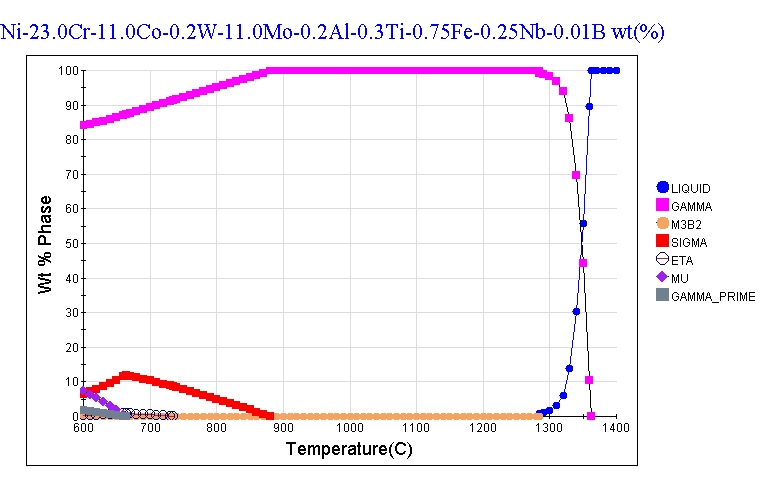 Ni-23.0Cr-11.0Co-0.2W-11.0Mo-0.2Al-0.3Ti-0.75Fe-0.25Nb-0.01B wt(%)
Wt % Phase
100
90
80
70
60
50
40
30
20
10
0
600 700 800 900 1000 1100 1200 1300 1400
Temperature(C)
LIQUID
GAMMA
M3B2
SIGMA
ETA
MU
GAMMA_PRIME